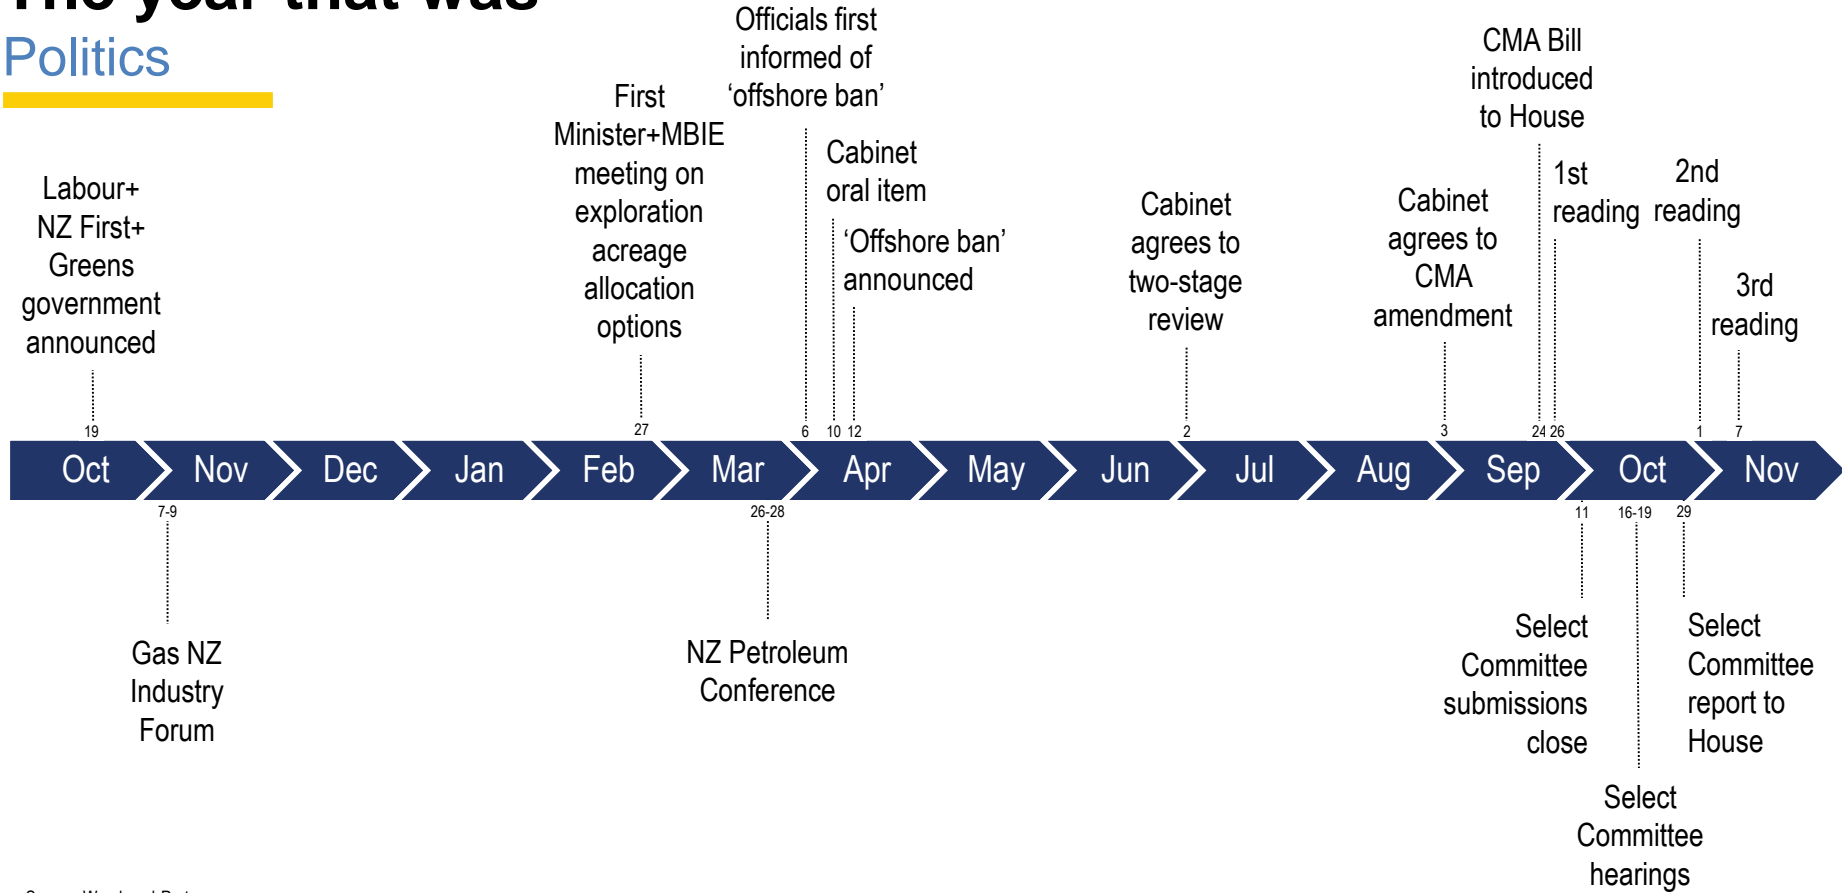 The year that was
Politics
Labour+
NZ First+
Greens
government
announced
First
Minister+MBIE
meeting on
exploration
acreage
allocation
options
Officials first
informed of
‘offshore ban’
Cabinet
oral item
‘Offshore ban’
announced
Cabinet
agrees to
two-stage
review
Cabinet
agrees to
CMA
amendment
CMA Bill
introduced
to House
1st
reading
2nd
reading
3rd
reading
19
27
6
10
12
2
3
24
26
1
7
Oct
Nov
Dec
Jan
Feb
Mar
Apr
May
Jun
Jul
Aug
Sep
Oct
Nov
7-9
26-28
11
16-19
29
Gas NZ
Industry
Forum
NZ Petroleum
Conference
Select
Committee
submissions
close
Select
Committee
hearings
Select
Committee
report to
House